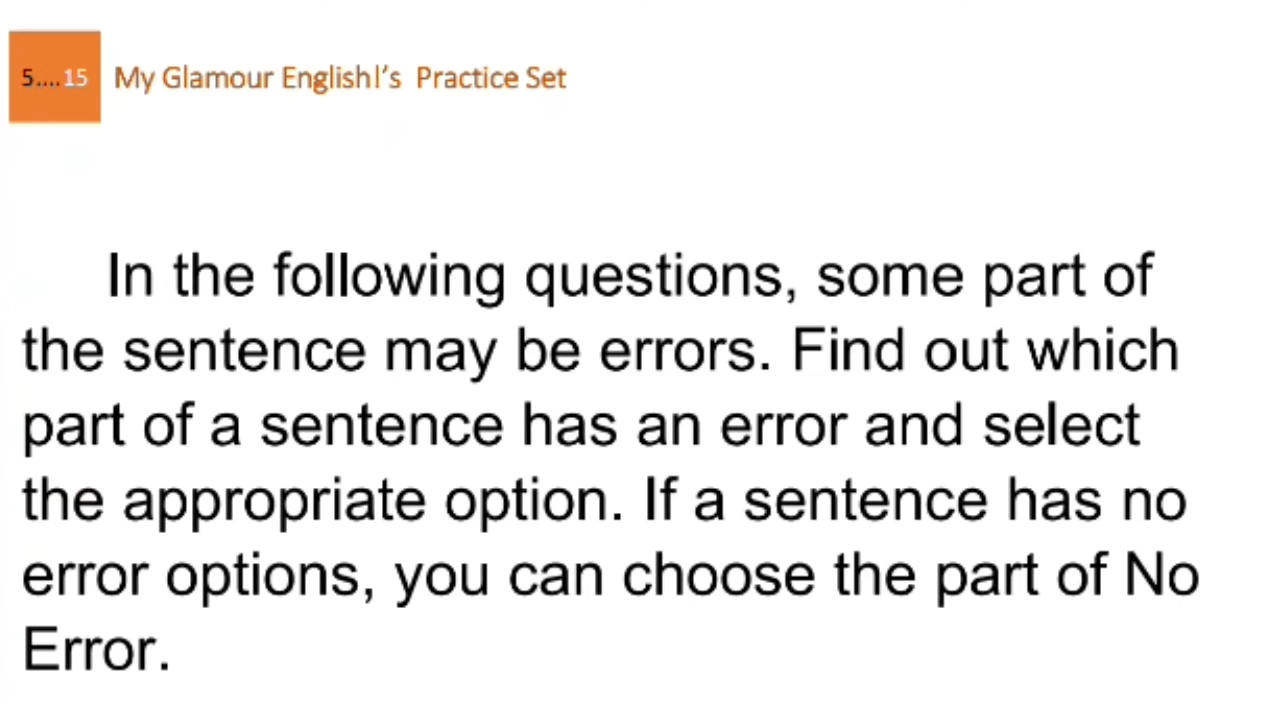 5....15 My Glamour Englishl's Practice Set
In the following questions, some part of
the sentence may be errors. Find out which
part of a sentence has an error and select
the appropriate option. If a sentence has no
error options, you can choose the part of No
Error.